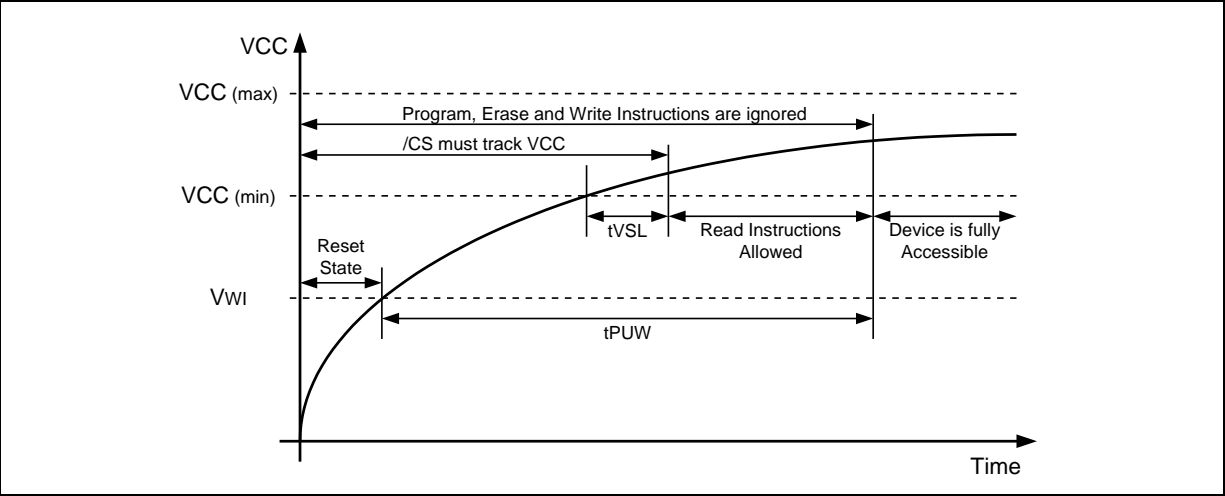 VCC
VCC (max)
Program, Erase and Write Instructions are ignored
/CS must track VCC
VCC (min)
tVSL
Read Instructions
Allowed
Device is fully
Accessible
Reset
State
VWI
tPUW
Time